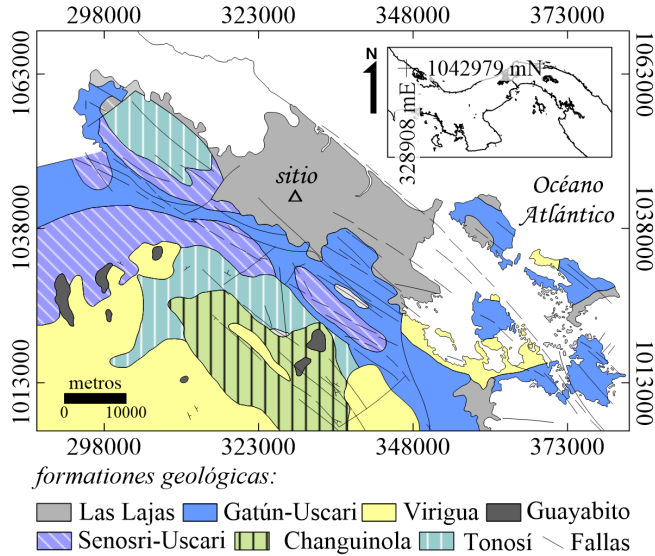 298000 323000 348000 373000
N
1042979 mN
328908 mE
1063000 1063000
sitio
Océano
Atlántico
1038000 1038000
metros
0 10000
1013000 1013000
298000 323000 348000 373000
formationes geológicas:
Las Lajas Gatún-Uscari Virigua Guayabito
Senosri-Uscari Changuinola Tonosí Fallas